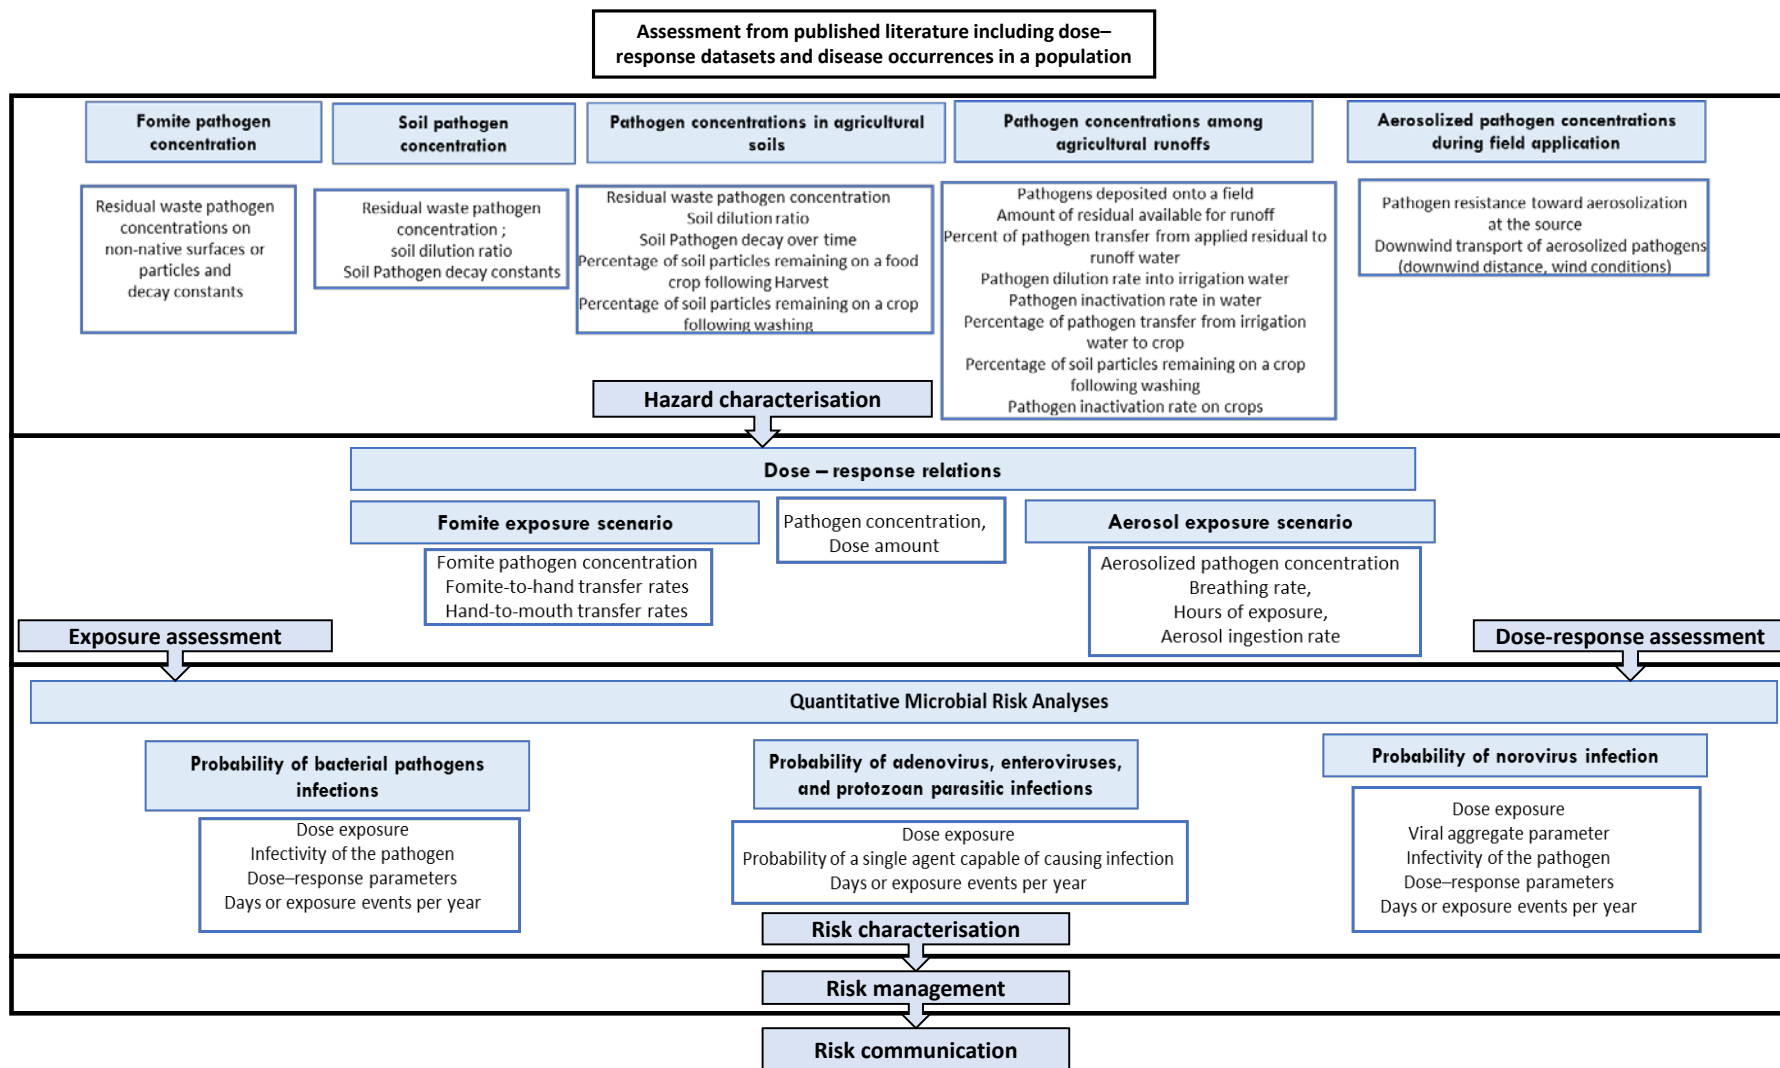 Assessment from published literature including dose–
response datasets and disease occurrences in a population
Fomite pathogen
concentration
Residual waste pathogen
concentrations on
non-native surfaces or
particles and
decay constants
Soil pathogen
concentration
Residual waste pathogen
concentration ;
soil dilution ratio
Soil Pathogen decay constants
Pathogen concentrations in agricultural
soils
Residual waste pathogen concentration
Soil dilution ratio
Soil Pathogen decay over time
Percentage of soil particles remaining on a food
crop following Harvest
Percentage of soil particles remaining on a crop
following washing
Pathogen concentrations among
agricultural runoffs
Pathogens deposited onto a field
Amount of residual available for runoff
Percent of pathogen transfer from applied residual to
runoff water
Pathogen dilution rate into irrigation water
Pathogen inactivation rate in water
Percentage of pathogen transfer from irrigation
water to crop
Percentage of soil particles remaining on a crop
following washing
Pathogen inactivation rate on crops
Aerosolized pathogen concentrations
during field application
Pathogen resistance toward aerosolization
at the source
Downwind transport of aerosolized pathogens
(downwind distance, wind conditions)
Hazard characterisation
Dose – response relations
Fomite exposure scenario
Fomite pathogen concentration
Fomite-to-hand transfer rates
Hand-to-mouth transfer rates
Pathogen concentration,
Dose amount
Aerosol exposure scenario
Aerosolized pathogen concentration
Breathing rate,
Hours of exposure,
Aerosol ingestion rate
Exposure assessment
Dose-response assessment
Quantitative Microbial Risk Analyses
Probability of bacterial pathogens
infections
Dose exposure
Infectivity of the pathogen
Dose–response parameters
Days or exposure events per year
Probability of adenovirus, enteroviruses,
and protozoan parasitic infections
Dose exposure
Probability of a single agent capable of causing infection
Days or exposure events per year
Probability of norovirus infection
Dose exposure
Viral aggregate parameter
Infectivity of the pathogen
Dose–response parameters
Days or exposure events per year
Risk characterisation
Risk management
Risk communication